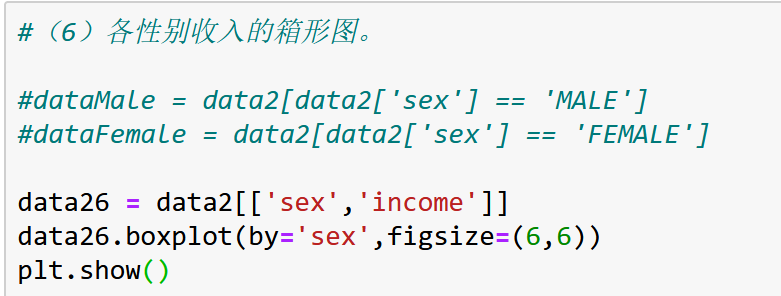 #（6）各性别收入的箱形图。
#dataMale = data2[data2['sex'] == 'MALE']
#dataFemale = data2[data2['sex'] == 'FEMALE']
data26 = data2[['sex','income']]
data26.boxplot(by='sex',figsize=(6,6))
plt.show()